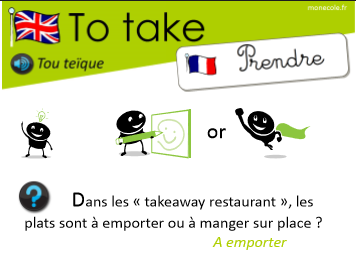 monecole.fr
To take
Tou teïque
Prendre
or
Dans les « takeaway restaurant », les
plats sont à emporter ou à manger sur place ?
A emporter